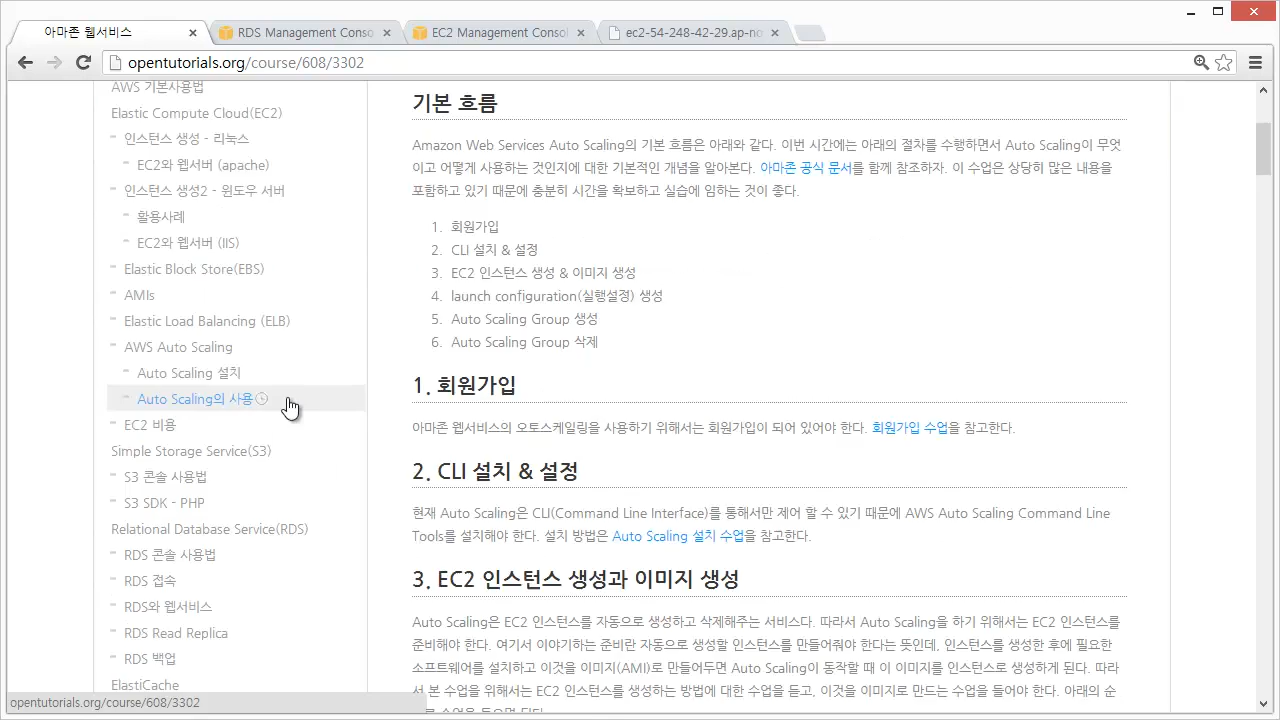 아마존 웹서비스
RDS Management Conso
EC2 Management Consol
ec2-54-248-42-29.ap-no
opentutorials.org/course/608/3302
AWS 기본사용법
Elastic Compute Cloud(EC2)
인스턴스 생성 - 리눅스
EC2와 웹서버 (apache)
인스턴스 생성2 - 윈도우 서버
활용사례
EC2와 웹서버 (IIS)
Elastic Block Store(EBS)
AMIs
Elastic Load Balancing (ELB)
AWS Auto Scaling
Auto Scaling 설치
Auto Scaling의 사용
EC2 비용
Simple Storage Service(S3)
S3 콘솔 사용법
S3 SDK - PHP
Relational Database Service(RDS)
RDS 콘솔 사용법
RDS 접속
RDS와 웹서비스
RDS Read Replica
RDS 백업
ElastiCache
opentutorials.org/course/608/3302
기본 흐름
Amazon Web Services Auto Scaling의 기본 흐름은 아래와 같다. 이번 시간에는 아래의 절차를 수행하면서 Auto Scaling이 무엇
이고 어떻게 사용하는 것인지에 대한 기본적인 개념을 알아본다. 아마존 공식 문서를 함께 참조하자. 이 수업은 상당히 많은 내용을
포함하고 있기 때문에 충분히 시간을 확보하고 실습에 임하는 것이 좋다.
1. 회원가입
2. CLI 설치 & 설정
3. EC2 인스턴스 생성 & 이미지 생성
4. launch configuration(실행설정) 생성
5. Auto Scaling Group 생성
6. Auto Scaling Group 삭제
1. 회원가입
아마존 웹서비스의 오토스케일링을 사용하기 위해서는 회원가입이 되어 있어야 한다. 회원가입 수업을 참고한다.
2. CLI 설치 & 설정
현재 Auto Scaling은 CLI(Command Line Interface)를 통해서만 제어 할 수 있기 때문에 AWS Auto Scaling Command Line
Tools를 설치해야 한다. 설치 방법은 Auto Scaling 설치 수업을 참고한다.
3. EC2 인스턴스 생성과 이미지 생성
Auto Scaling은 EC2 인스턴스를 자동으로 생성하고 삭제해주는 서비스다. 따라서 Auto Scaling을 하기 위해서는 EC2 인스턴스를
준비해야 한다. 여기서 이야기하는 준비란 자동으로 생성할 인스턴스를 만들어줘야 한다는 뜻인데, 인스턴스를 생성한 후에 필요한
소프트웨어를 설치하고 이것을 이미지(AMI)로 만들어두면 Auto Scaling이 동작할 때 이 이미지를 인스턴스로 생성하게 된다. 따라
서 본 수업을 위해서는 EC2 인스턴스를 생성하는 방법에 대한 수업을 듣고, 이것을 이미지로 만드는 수업을 들어야 한다. 아래의 순